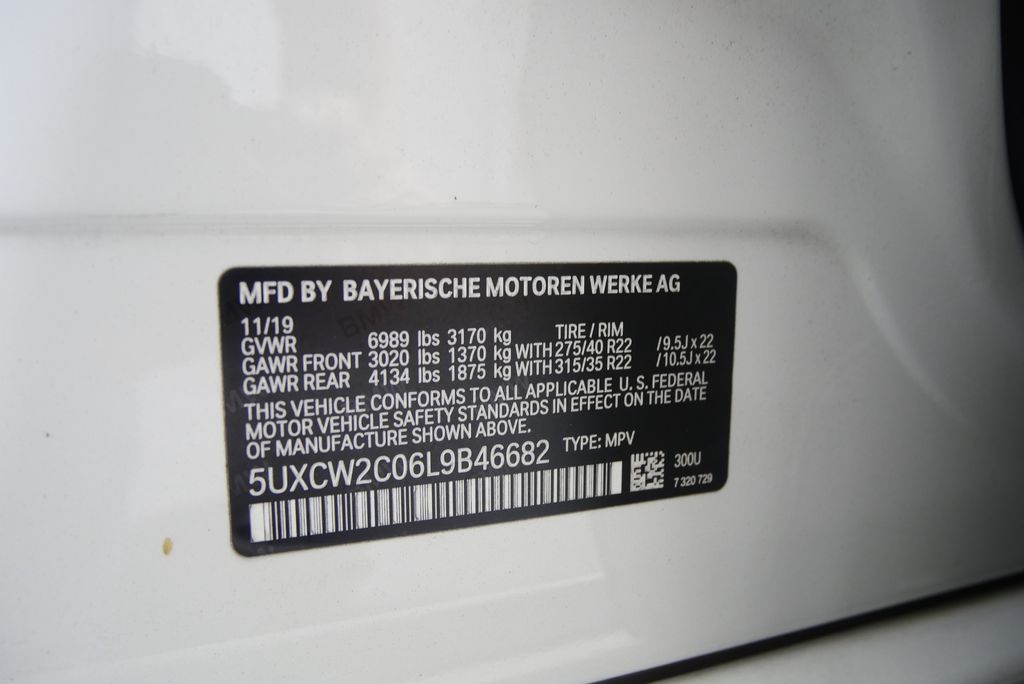 MFD BY BAYERISCHE MOTOREN WERKE AG
11/19 TIRE / RIM
GVWR 6989 lbs 3170 kg
GAWR FRONT 3020 lbs 1370 kg WITH 275/40 R22 /9.5J x 22
GAWR REAR 4134 lbs 1875 kg WITH 315/35 R22 /10.5J x 22
THIS VEHICLE CONFORMS TO ALL APPLICABLE U.S. FEDERAL
MOTOR VEHICLE SAFETY STANDARDS IN EFFECT ON THE DATE
OF MANUFACTURE SHOWN ABOVE.
5UXCW2C06L9B46682 TYPE: MPV
300U
7 320 729